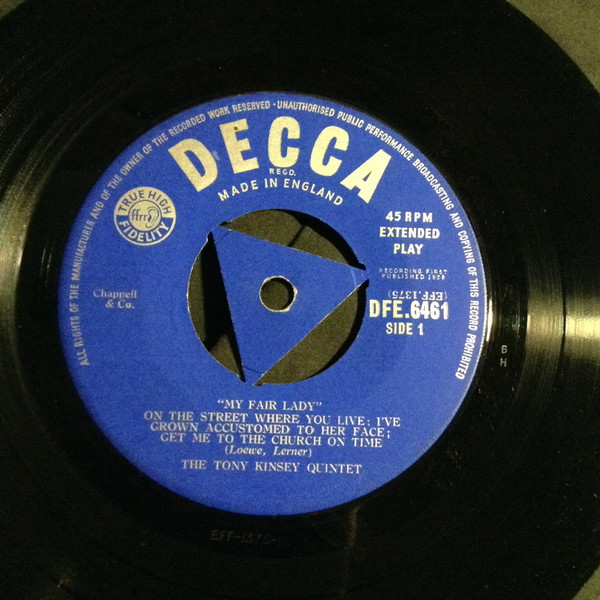 ALL RIGHTS OF THE MANUFACTURER AND OF THE OWNER OF THE RECORDED WORK RESERVED - UNAUTHORISED PUBLIC PERFORMANCE BROADCASTING AND COPYING OF THIS RECORD PROHIBITED
DECCA
REGD.
MADE IN ENGLAND
TRUE HIGH
ffrr
FIDELITY
45 RPM
EXTENDED
PLAY
RECORDING FIRST
PUBLISHED 1958
Chappell
& Co.
(EFF.1375)
DFE.6461
SIDE 1
B
H
"MY FAIR LADY"
ON THE STREET WHERE YOU LIVE; I'VE
GROWN ACCUSTOMED TO HER FACE;
GET ME TO THE CHURCH ON TIME
(Loewe, Lerner)
THE TONY KINSEY QUINTET